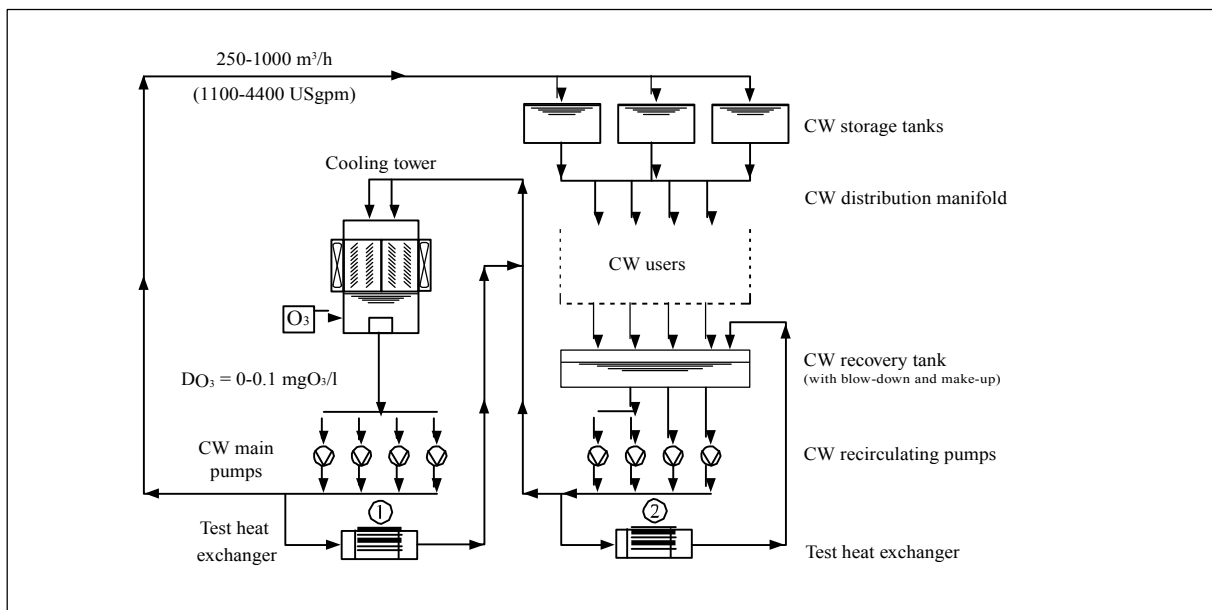 250-1000 m³/h
(1100-4400 USgpm)
CW storage tanks
Cooling tower
CW distribution manifold
CW users
O₃
CW recovery tank
(with blow-down and make-up)
DO₃ = 0-0.1 mgO₃/l
CW main
pumps
CW recirculating pumps
1
2
Test heat
exchanger
Test heat exchanger